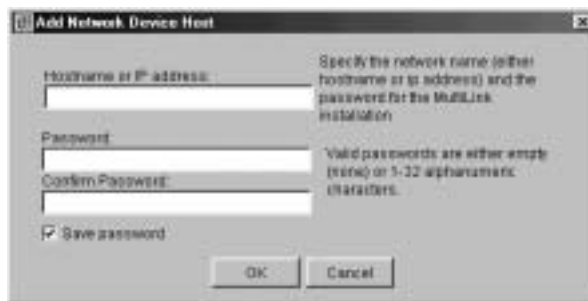 Add Network Device Host
Hostname or IP address:
Specify the network name (either
hostname or ip address) and the
password for the MultiLink
installation
Password:
Confirm Password:
Valid passwords are either empty
(none) or 1-32 alphanumeric
characters.
Save password
OK
Cancel